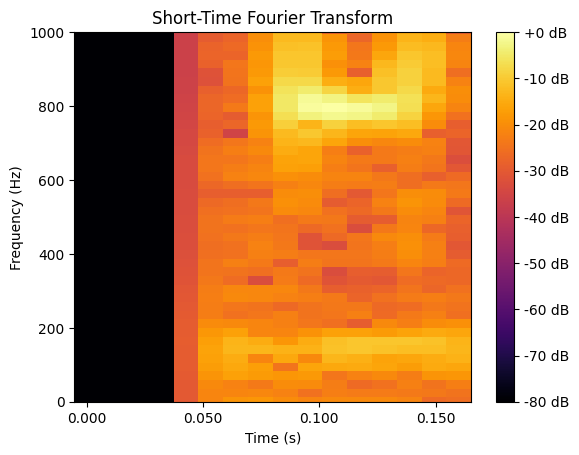 Short-Time Fourier Transform
1000
800
600
400
200
0
Frequency (Hz)
0.000
0.050
0.100
0.150
Time (s)
+0 dB
-10 dB
-20 dB
-30 dB
-40 dB
-50 dB
-60 dB
-70 dB
-80 dB